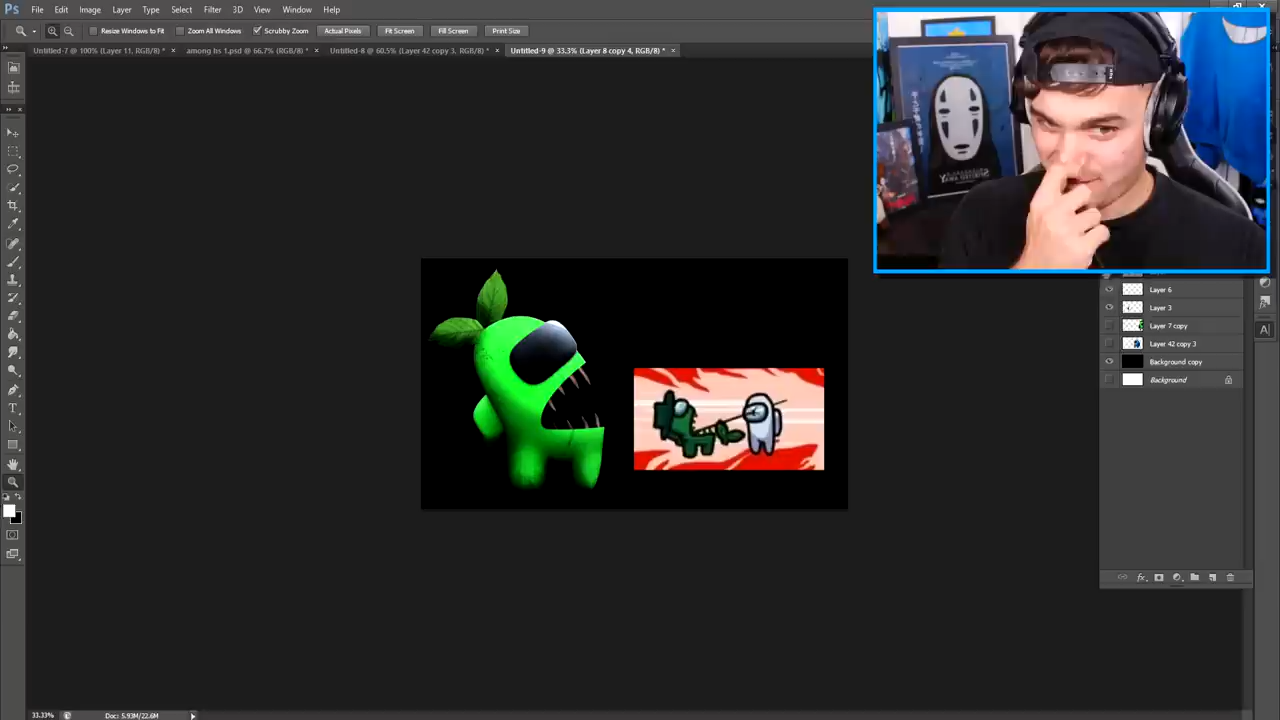 Ps File Edit Image Layer Type Select Filter 3D View Window Help
Resize Windows to Fit Zoom All Windows Scrubby Zoom Actual Pixels Fit Screen Fill Screen Print Size
Untitled-7 @ 100% (Layer 11, RGB/8) * × among hs 1.psd @ 66.7% (RGB/8) * × Untitled-8 @ 60.5% (Layer 42 copy 3, RGB/8) * × Untitled-9 @ 33.3% (Layer 8 copy 4, RGB/8) * ×
Layer 6
Layer 3
Layer 7 copy
Layer 42 copy 3
Background copy
Background
33.33% Doc: 5.93M/22.6M